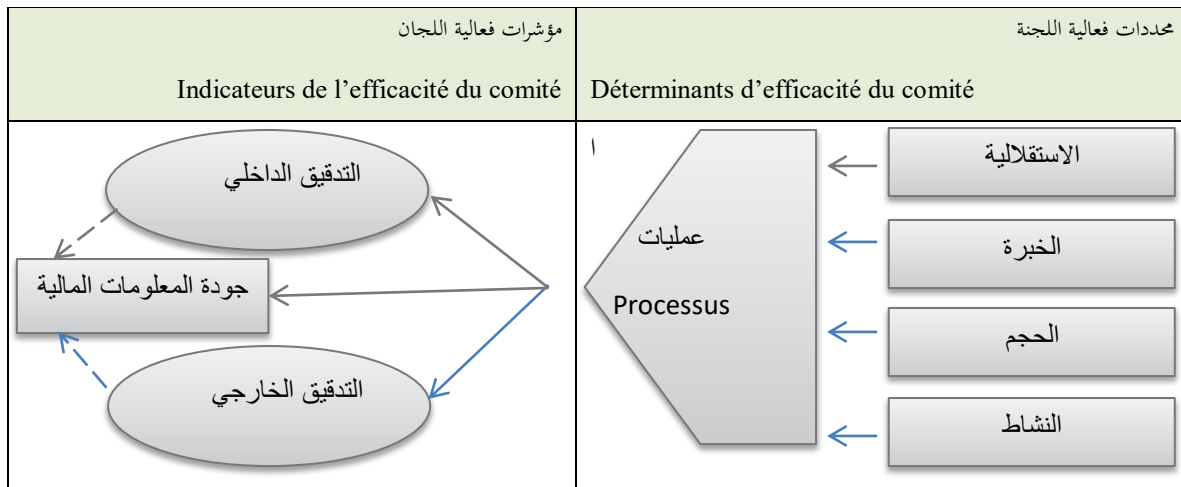 محددات فعالية اللجنة
Déterminants d’efficacité du comité
مؤشرات فعالية اللجان
Indicateurs de l’efficacité du comité
الاستقلالية
الخبرة
الحجم
النشاط
ا
عمليات
Processus
التدقيق الداخلي
جودة المعلومات المالية
التدقيق الخارجي